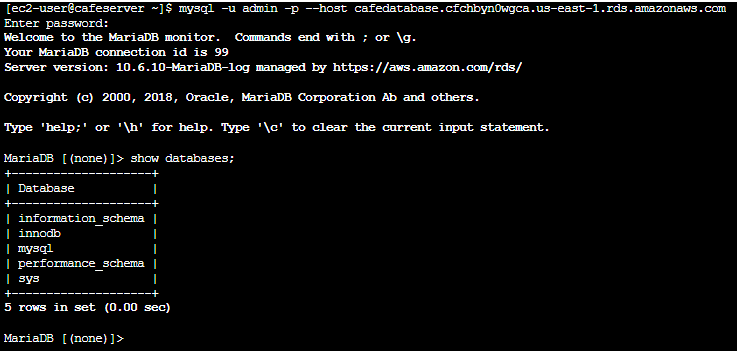 [ec2-user@cafeserver ~]$ mysql -u admin -p --host cafedatabase.cfchbyn0wgca.us-east-1.rds.amazonaws.com
Enter password:
Welcome to the MariaDB monitor.  Commands end with ; or \g.
Your MariaDB connection id is 99
Server version: 10.6.10-MariaDB-log managed by https://aws.amazon.com/rds/
Copyright (c) 2000, 2018, Oracle, MariaDB Corporation Ab and others.
Type 'help;' or '\h' for help. Type '\c' to clear the current input statement.
MariaDB [(none)]> show databases;
+--------------------+
| Database           |
+--------------------+
| information_schema |
| innodb             |
| mysql              |
| performance_schema |
| sys                |
+--------------------+
5 rows in set (0.00 sec)
MariaDB [(none)]>